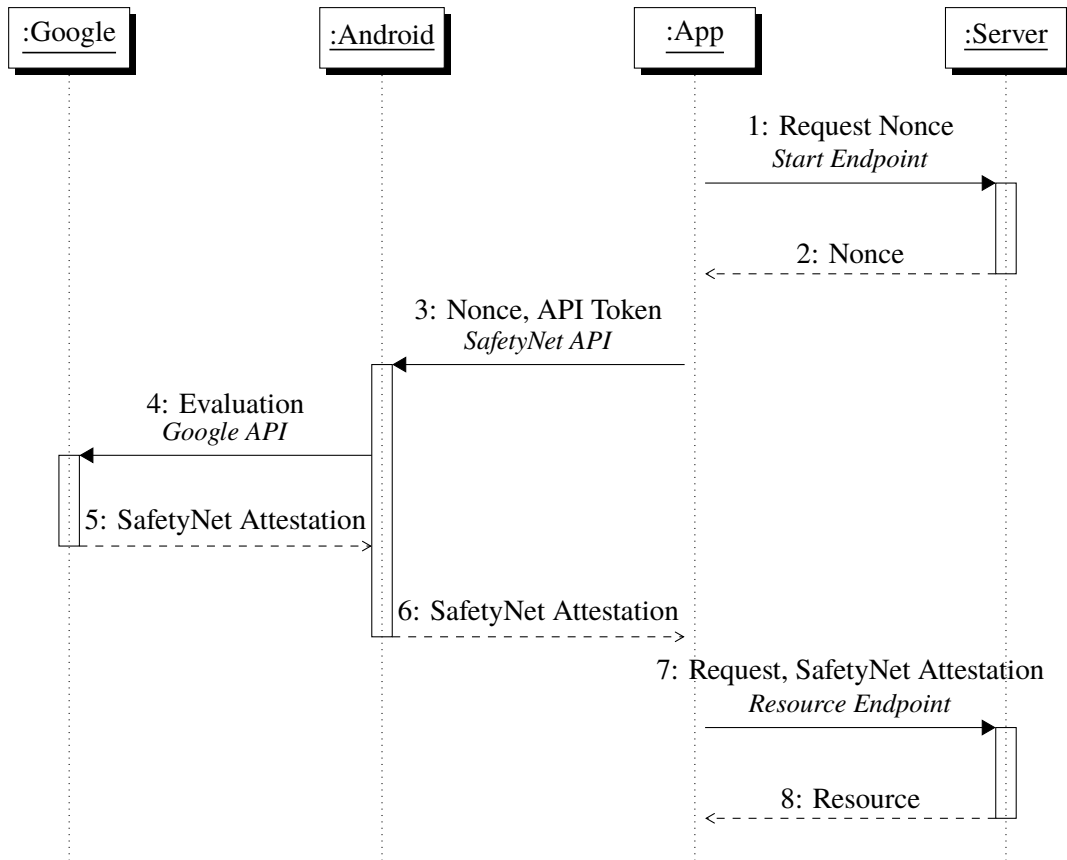 :Google
:Android
:App
:Server
1: Request Nonce
Start Endpoint
2: Nonce
3: Nonce, API Token
SafetyNet API
4: Evaluation
Google API
5: SafetyNet Attestation
6: SafetyNet Attestation
7: Request, SafetyNet Attestation
Resource Endpoint
8: Resource